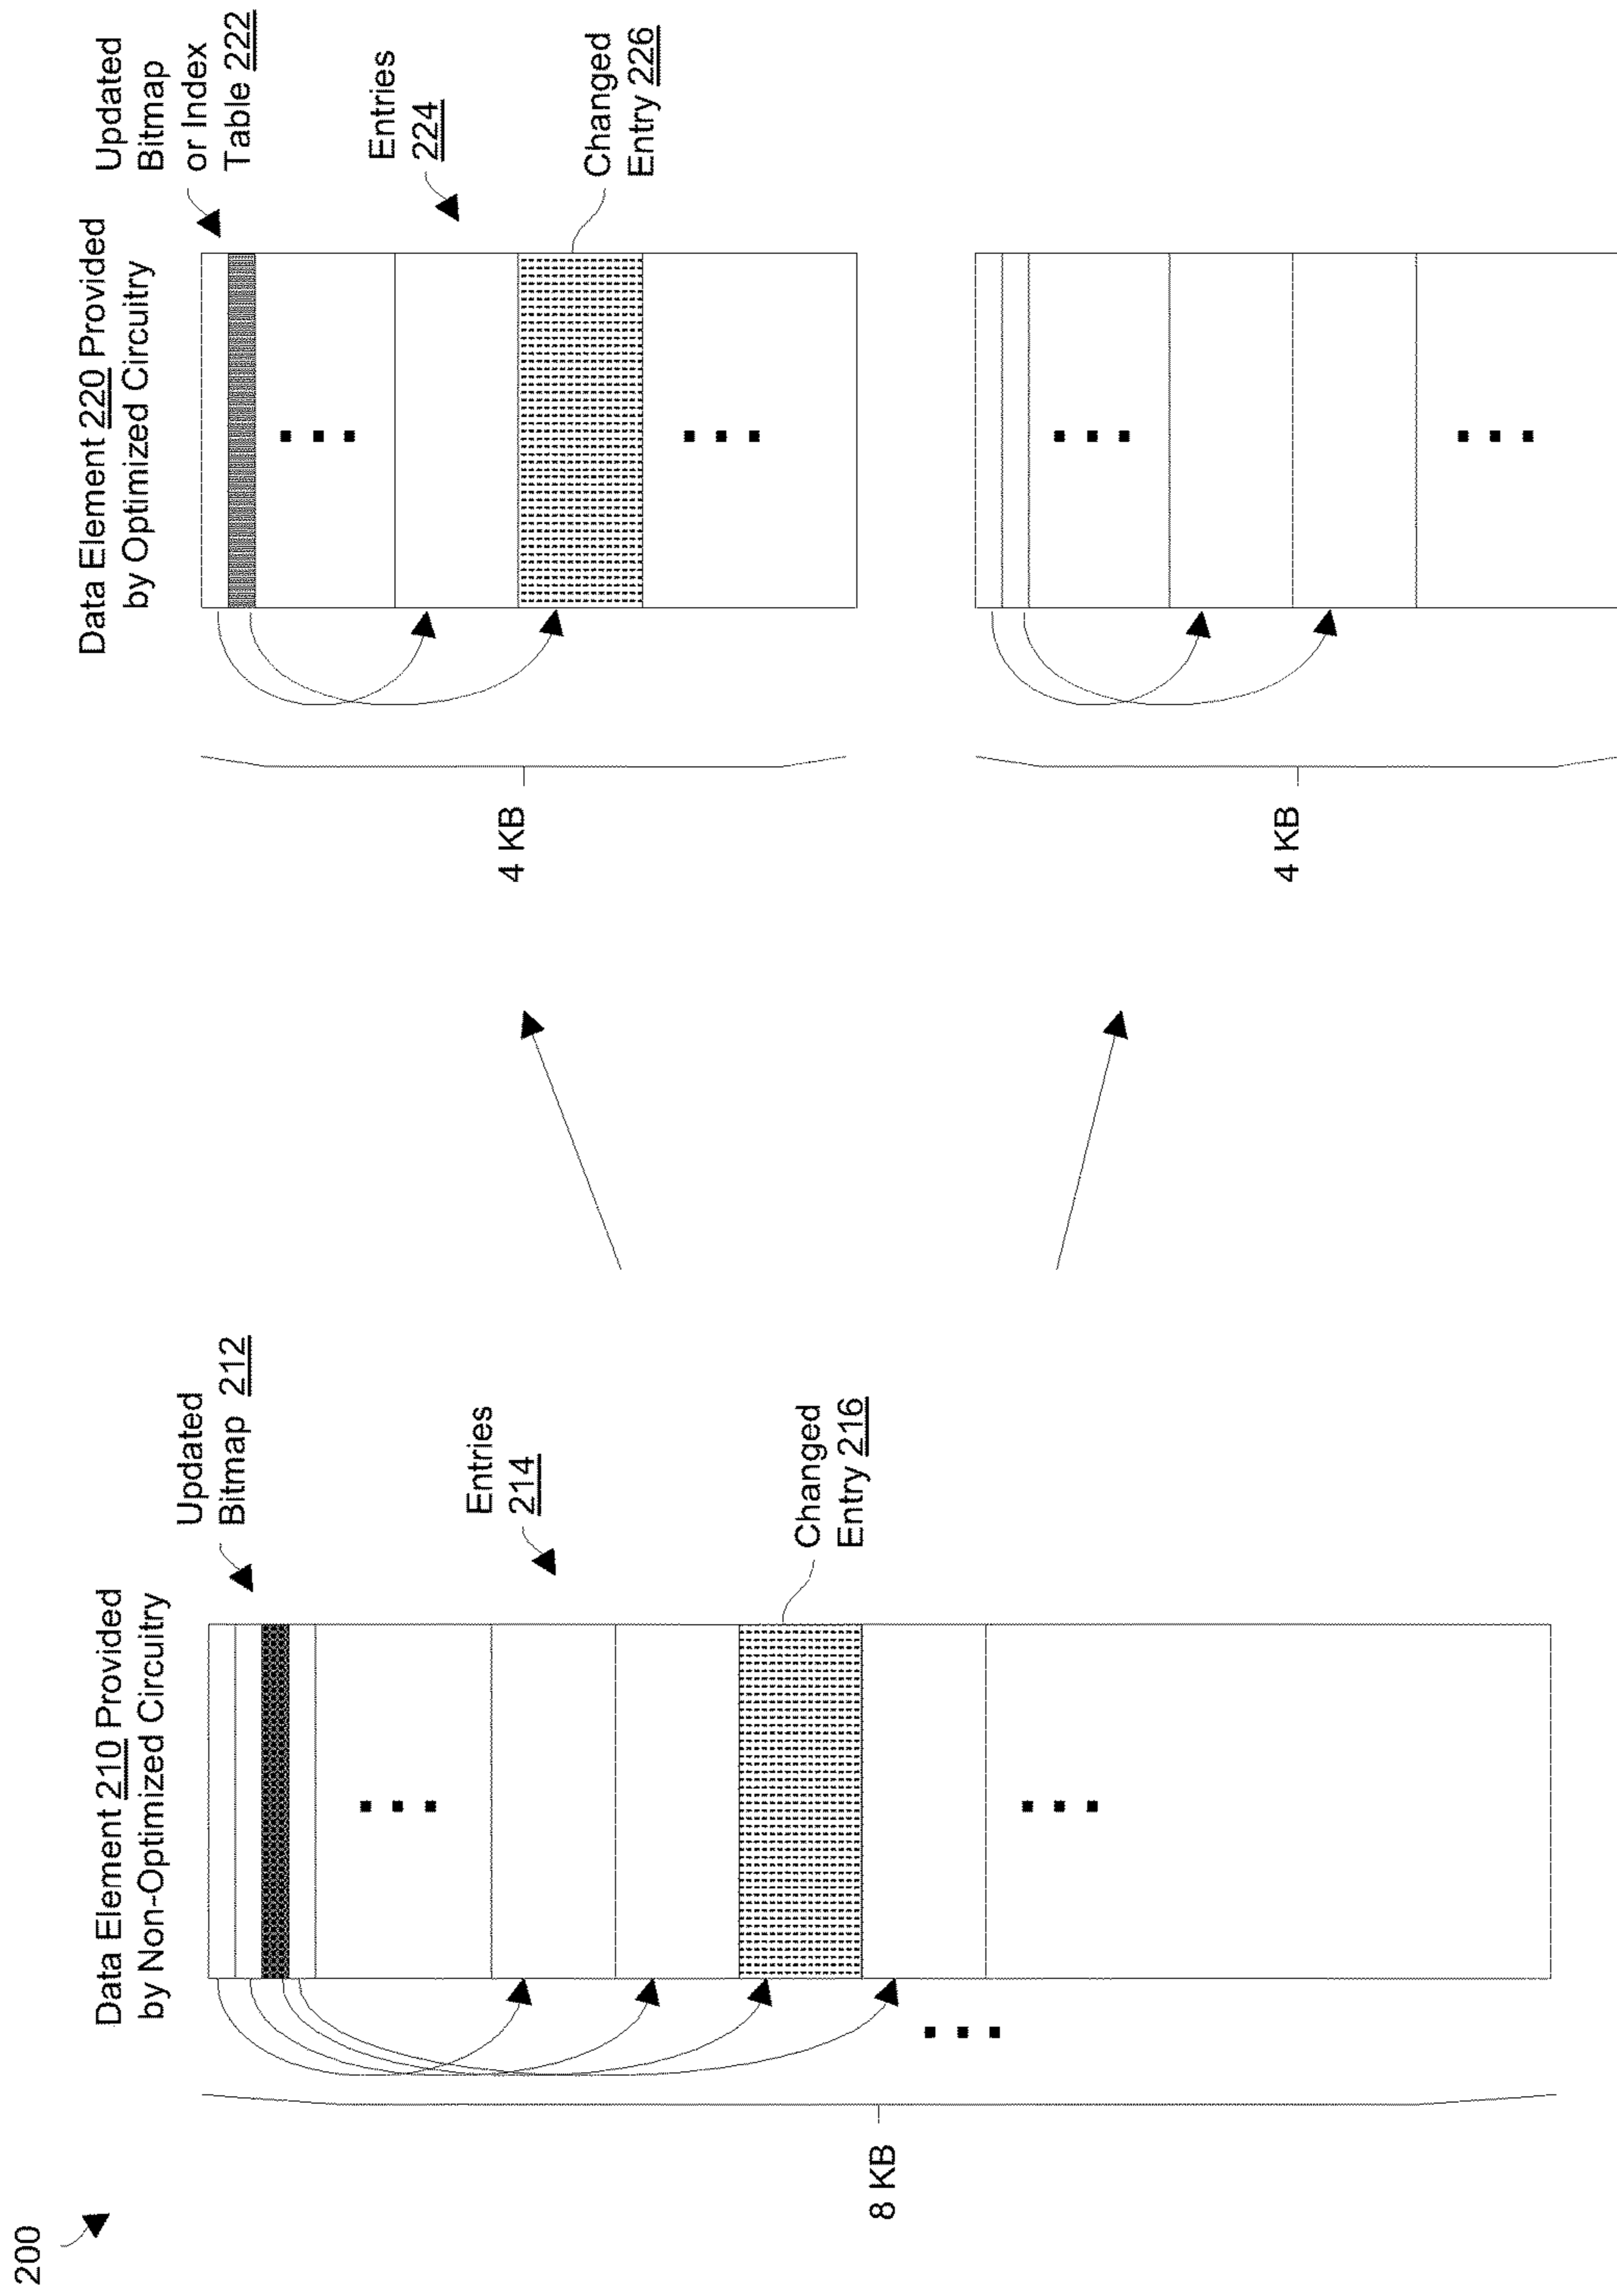 200
Data Element 210 Provided
by Non-Optimized Circuitry
Updated
Bitmap 212
Entries
214
Changed
Entry 216
8 KB
Data Element 220 Provided
by Optimized Circuitry
Updated
Bitmap
or Index
Table 222
Entries
224
Changed
Entry 226
4 KB
4 KB